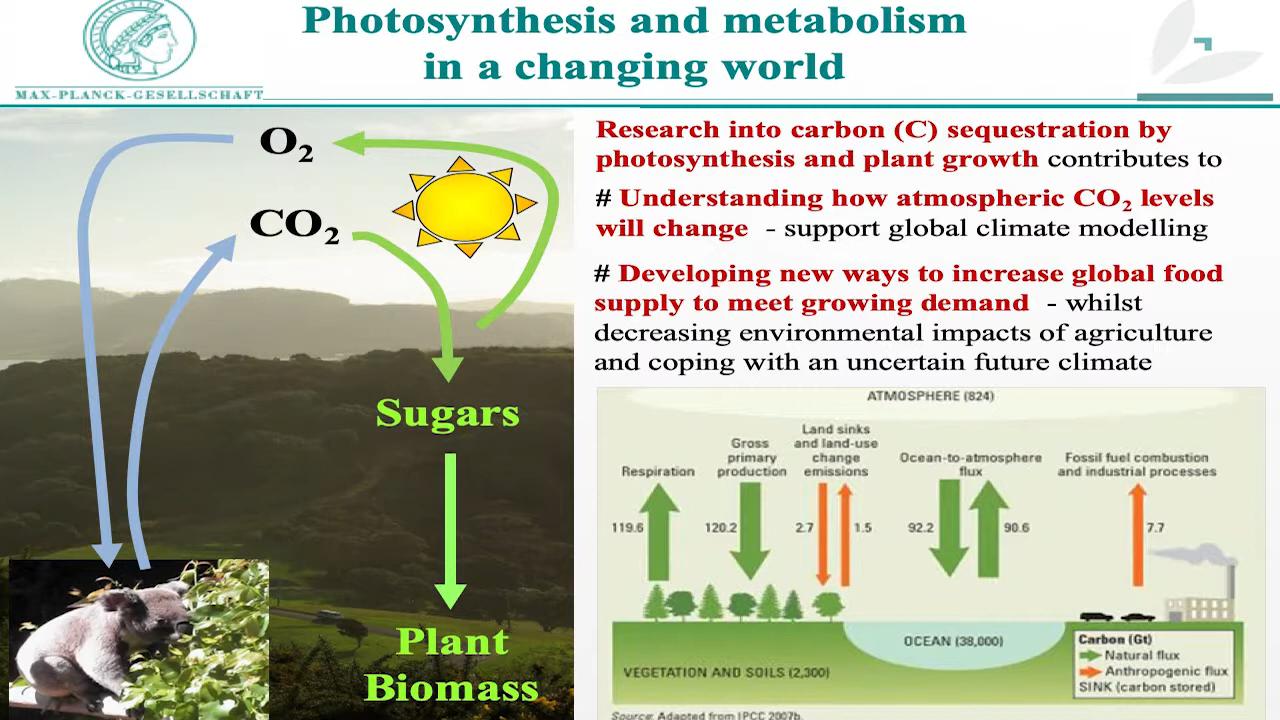 Photosynthesis and metabolism
in a changing world
MAX-PLANCK-GESELLSCHAFT
O₂
CO₂
Sugars
Plant
Biomass
Research into carbon (C) sequestration by
photosynthesis and plant growth contributes to
# Understanding how atmospheric CO₂ levels
will change - support global climate modelling
# Developing new ways to increase global food
supply to meet growing demand - whilst
decreasing environmental impacts of agriculture
and coping with an uncertain future climate
ATMOSPHERE (824)
Respiration
Gross
primary
production
Land sinks
and land-use
change
emissions
Ocean-to-atmosphere
flux
Fossil fuel combustion
and industrial processes
119.6
120.2
2.7
1.5
92.2
90.6
7.7
VEGETATION AND SOILS (2,300)
OCEAN (38,000)
Carbon (Gt)
Natural flux
Anthropogenic flux
SINK (carbon stored)
Source: Adapted from IPCC 2007b.